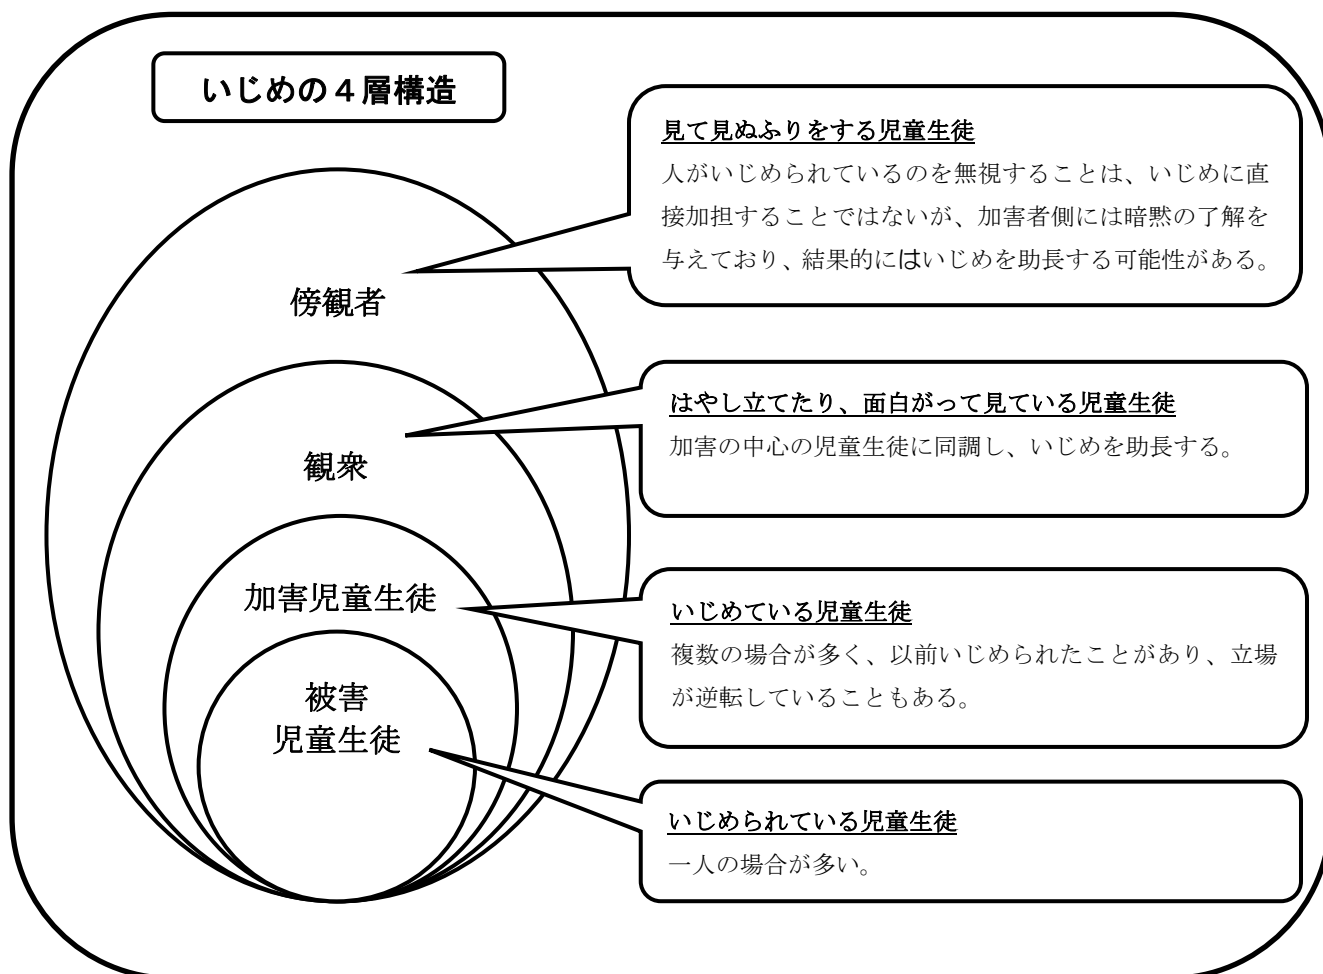 いじめの４層構造
見て見ぬふりをする児童生徒
人がいじめられているのを無視することは、いじめに直
接加担することではないが、加害者側には暗黙の了解を
与えており、結果的にはいじめを助長する可能性がある。
傍観者
はやし立てたり、面白がって見ている児童生徒
加害の中心の児童生徒に同調し、いじめを助長する。
観衆
いじめている児童生徒
複数の場合が多く、以前いじめられたことがあり、立場
が逆転していることもある。
加害児童生徒
被害
児童生徒
いじめられている児童生徒
一人の場合が多い。